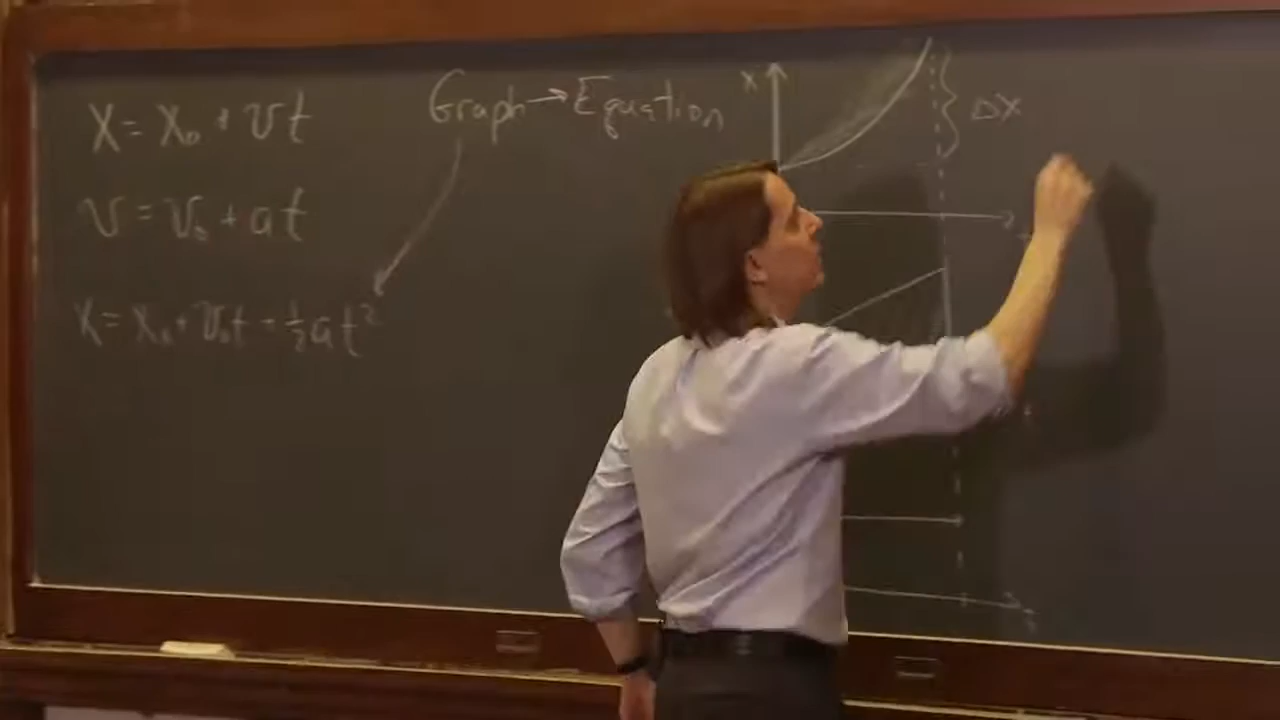 X = X₀ + vt
v = v₀ + at
X = X₀ + v₀t + ½at²
Graph → Equation
X
ΔX